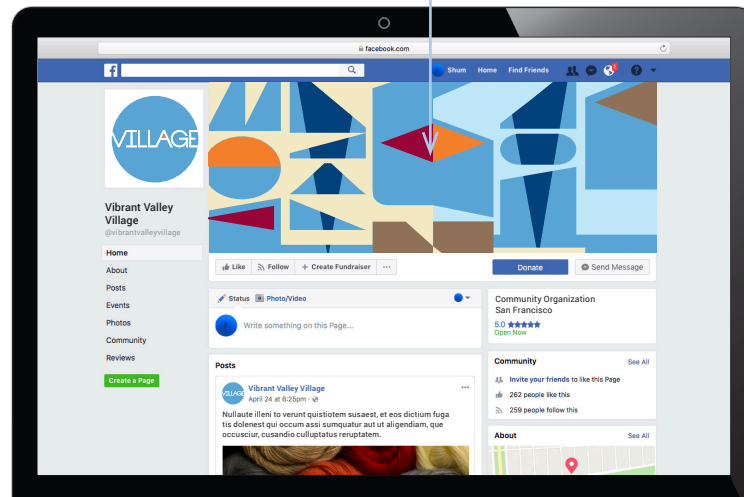 facebook.com
f
Shum Home Find Friends
1
?
VILLAGE
Vibrant Valley
Village
@vibrantvalleyvillage
Home
About
Posts
Events
Photos
Community
Reviews
Create a Page
Like Follow + Create Fundraiser ...
Donate Send Message
Status Photo/Video
Write something on this Page...
Posts
VILLAGE
Vibrant Valley Village
April 24 at 6:25pm ·
Nullaute illeni to verunt quistiotem susaest, et eos dictium fuga
tis dolenest qui occum assi sumquatur aut ut aligendiam, que
occusciur, cusandio culluptatus reruptatem.
Community Organization
San Francisco
5.0 ★★★★★
Open Now
Community See All
Invite your friends to like this Page
262 people like this
259 people follow this
About See All